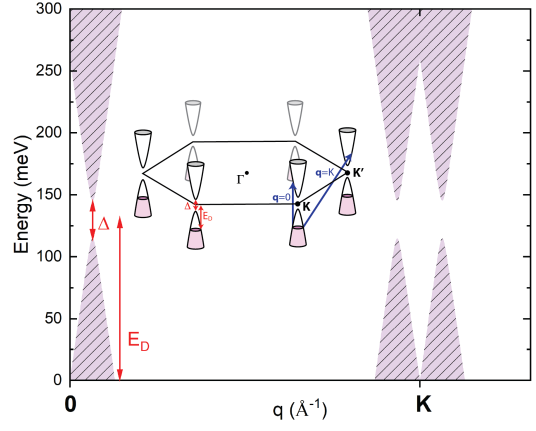 300
250
200
150
100
50
0
Energy (meV)
Δ
E_D
Γ
Δ
E_D
q=0
q=K
K
K′
0
q (Å⁻¹)
K